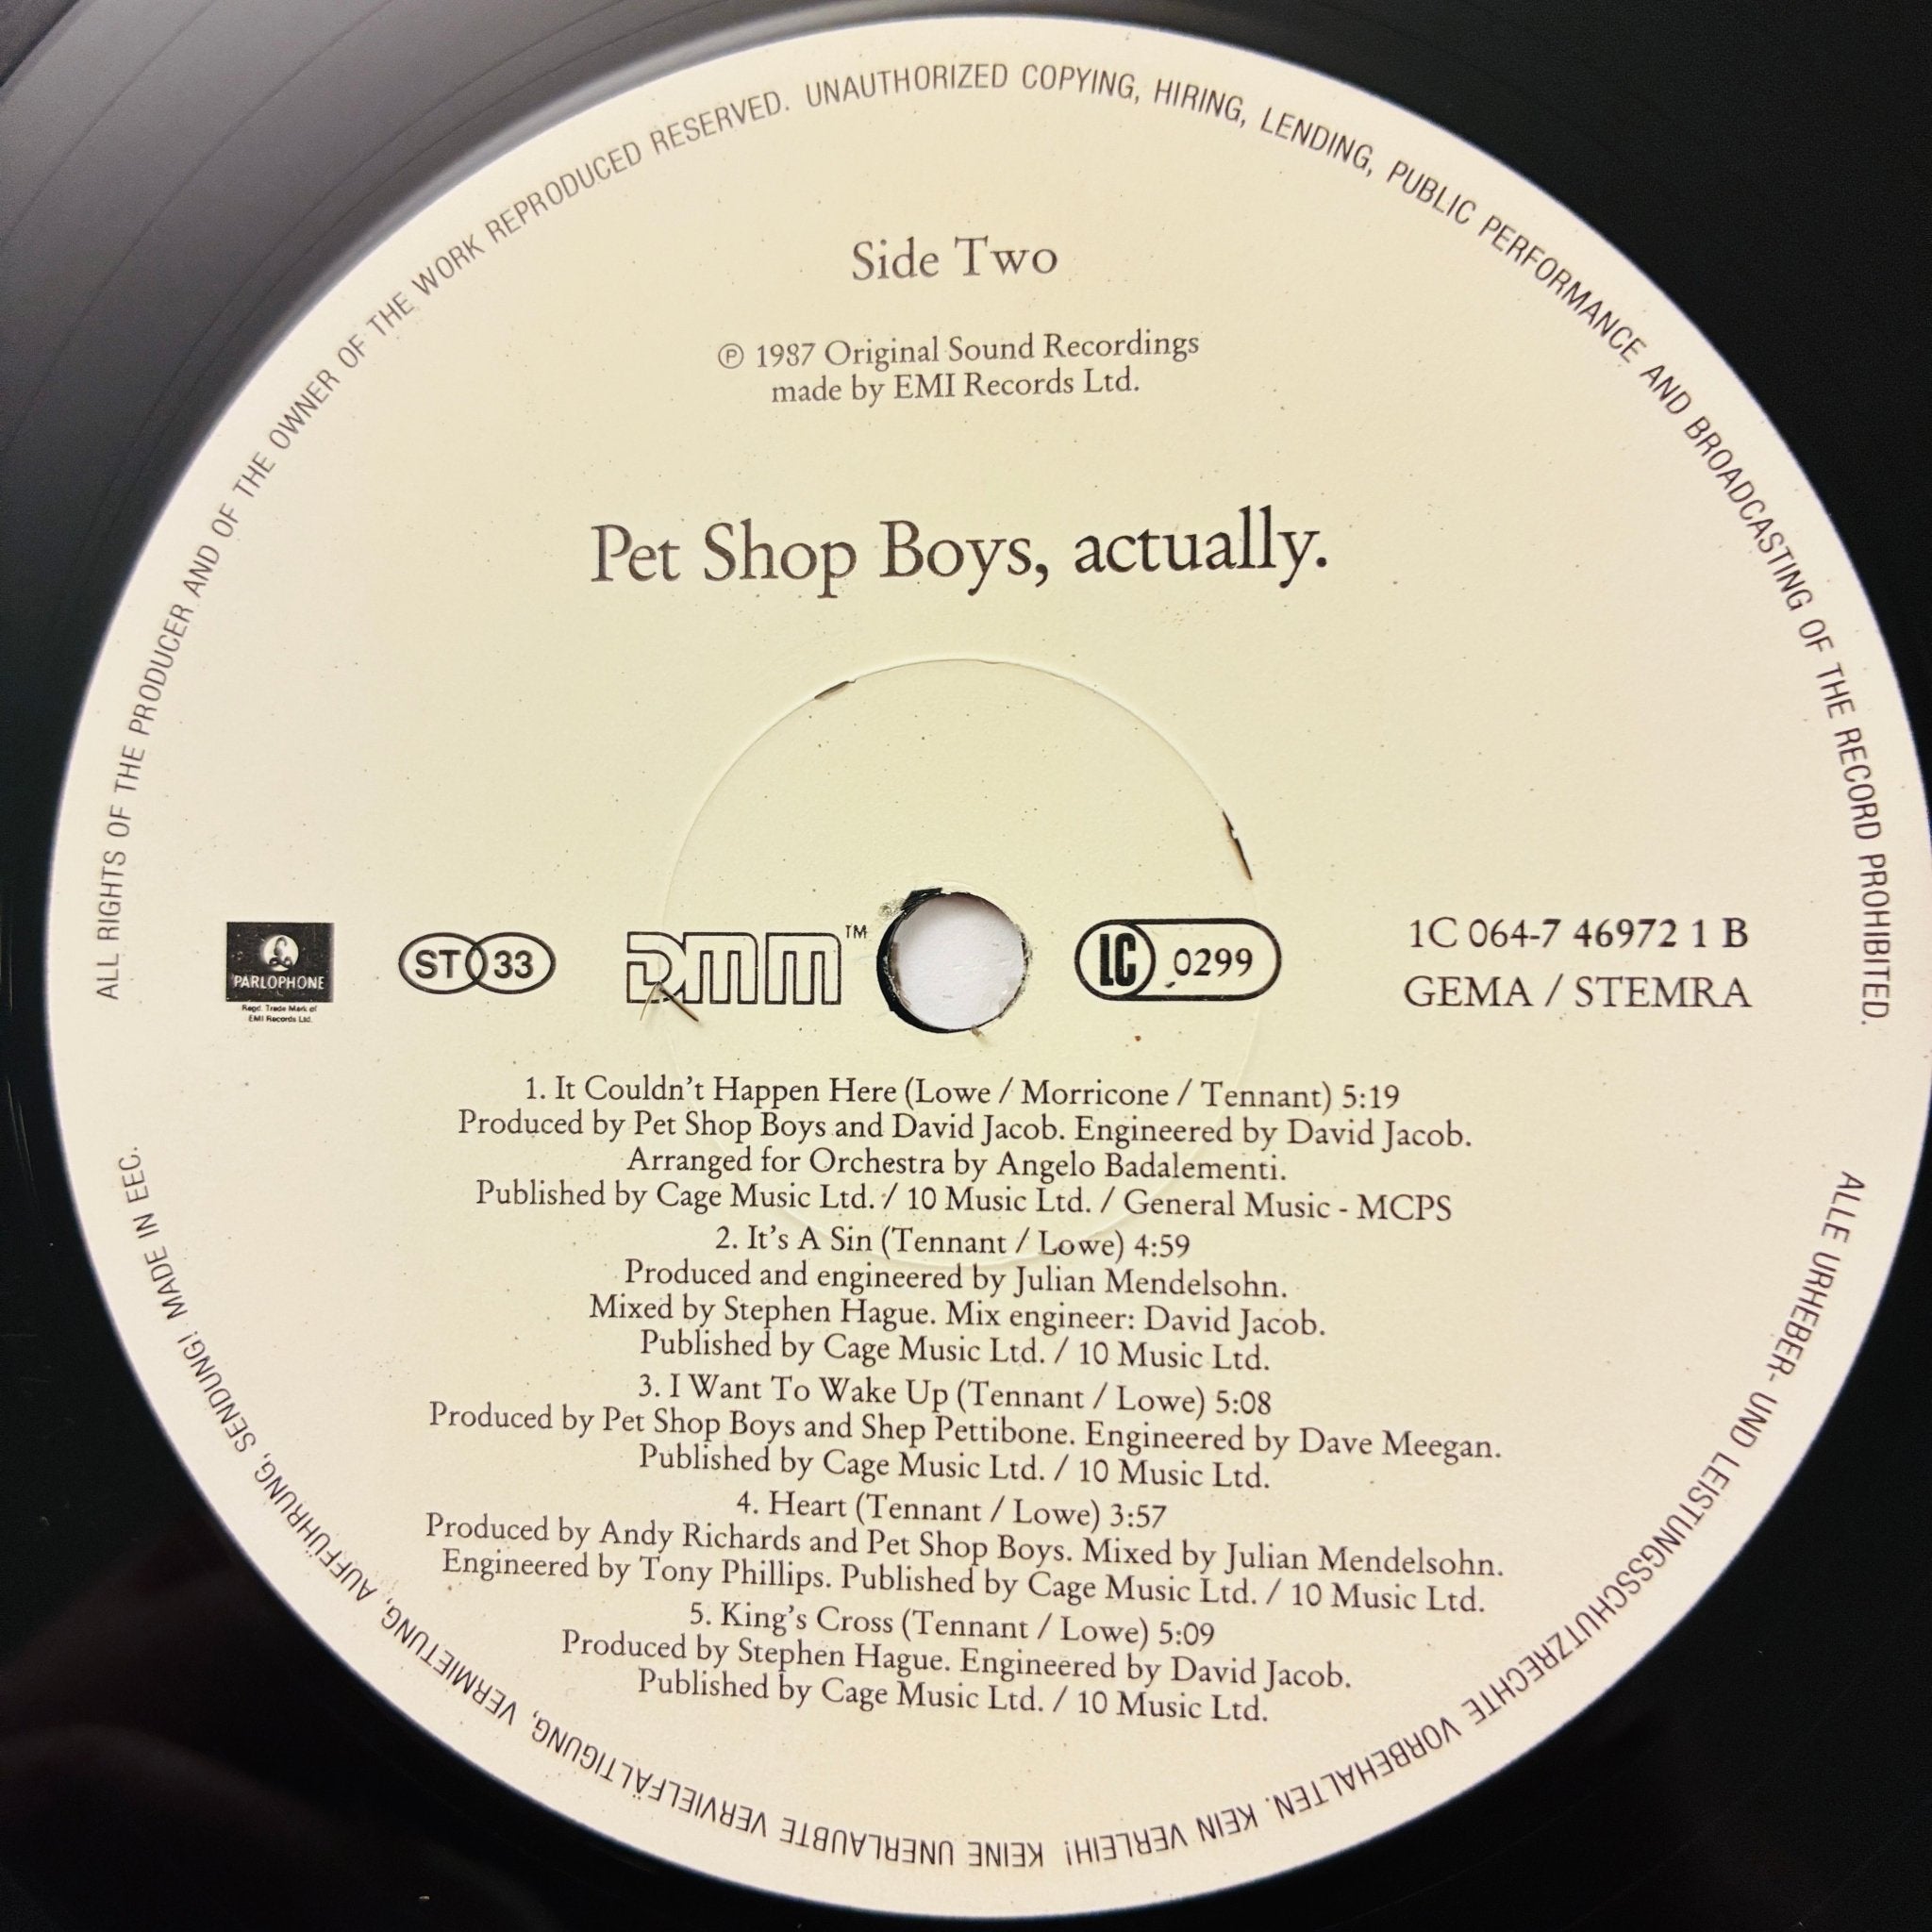 ALL RIGHTS OF THE PRODUCER AND OF THE OWNER OF THE WORK REPRODUCED RESERVED. UNAUTHORIZED COPYING, HIRING, LENDING, PUBLIC PERFORMANCE AND BROADCASTING OF THE RECORD PROHIBITED.
Side Two
℗ 1987 Original Sound Recordings
made by EMI Records Ltd.
Pet Shop Boys, actually.
PARLOPHONE
Regd. Trade Mark of
EMI Records Ltd.
ST 33
DMM™
LC 0299
1C 064-7 46972 1 B
GEMA / STEMRA
1. It Couldn't Happen Here (Lowe / Morricone / Tennant) 5:19
Produced by Pet Shop Boys and David Jacob. Engineered by David Jacob.
Arranged for Orchestra by Angelo Badalementi.
Published by Cage Music Ltd. / 10 Music Ltd. / General Music - MCPS
2. It's A Sin (Tennant / Lowe) 4:59
Produced and engineered by Julian Mendelsohn.
Mixed by Stephen Hague. Mix engineer: David Jacob.
Published by Cage Music Ltd. / 10 Music Ltd.
3. I Want To Wake Up (Tennant / Lowe) 5:08
Produced by Pet Shop Boys and Shep Pettibone. Engineered by Dave Meegan.
Published by Cage Music Ltd. / 10 Music Ltd.
4. Heart (Tennant / Lowe) 3:57
Produced by Andy Richards and Pet Shop Boys. Mixed by Julian Mendelsohn.
Engineered by Tony Phillips. Published by Cage Music Ltd. / 10 Music Ltd.
5. King's Cross (Tennant / Lowe) 5:09
Produced by Stephen Hague. Engineered by David Jacob.
Published by Cage Music Ltd. / 10 Music Ltd.
ALLE URHEBER- UND LEISTUNGSSCHUTZRECHTE VORBEHALTEN. KEIN VERLEIH! KEINE UNERLAUBTE VERVIELFÄLTIGUNG, VERMIETUNG, AUFFÜHRUNG, SENDUNG! MADE IN EEC.